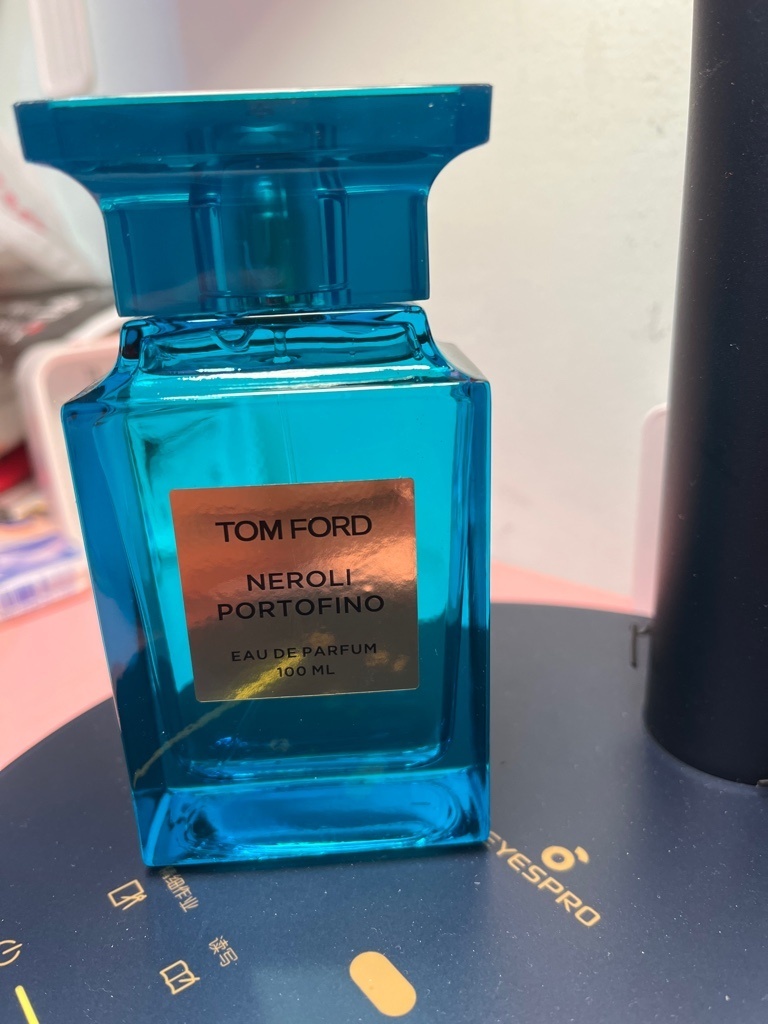 TOM FORD
NEROLI
PORTOFINO
EAU DE PARFUM
100 ML
EYESPRO
读写